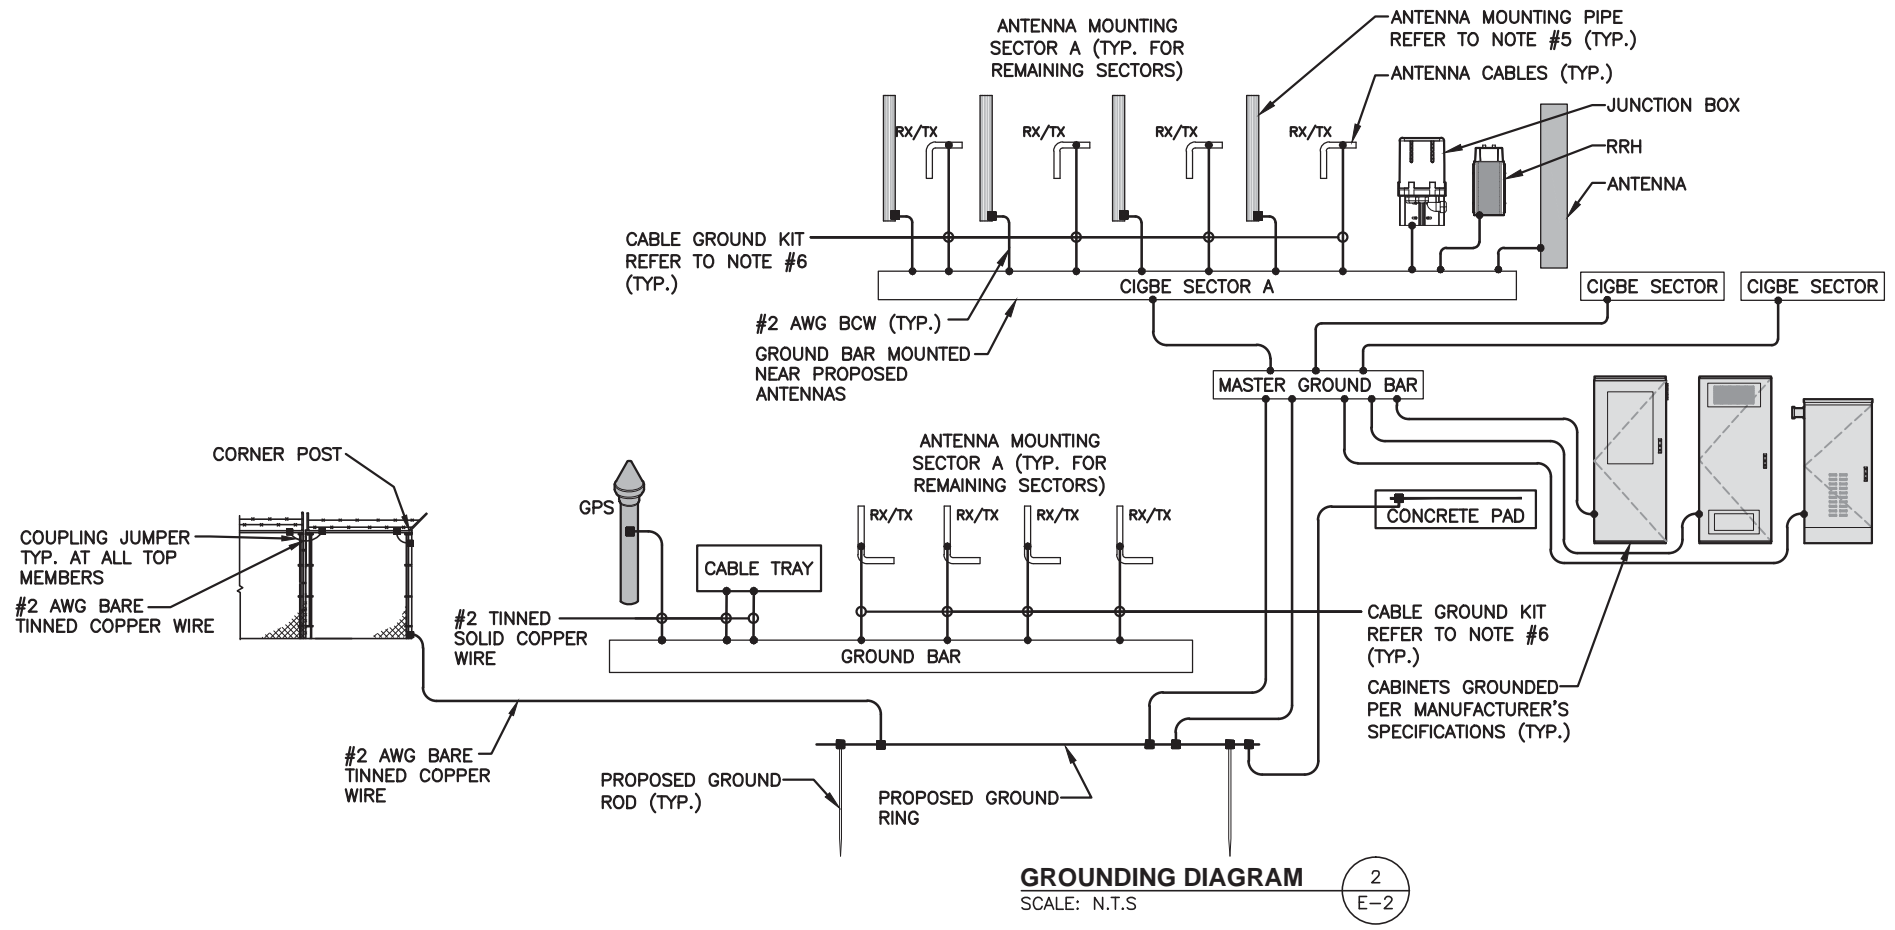 ANTENNA MOUNTING
SECTOR A (TYP. FOR
REMAINING SECTORS)
ANTENNA MOUNTING PIPE
REFER TO NOTE #5 (TYP.)
ANTENNA CABLES (TYP.)
JUNCTION BOX
RRH
ANTENNA
RX/TX
RX/TX
RX/TX
RX/TX
CABLE GROUND KIT
REFER TO NOTE #6
(TYP.)
CIGBE SECTOR A
CIGBE SECTOR
CIGBE SECTOR
#2 AWG BCW (TYP.)
GROUND BAR MOUNTED
NEAR PROPOSED
ANTENNAS
MASTER GROUND BAR
CORNER POST
COUPLING JUMPER
TYP. AT ALL TOP
MEMBERS
#2 AWG BARE
TINNED COPPER WIRE
GPS
ANTENNA MOUNTING
SECTOR A (TYP. FOR
REMAINING SECTORS)
RX/TX
RX/TX
RX/TX
RX/TX
CABLE TRAY
CONCRETE PAD
#2 TINNED
SOLID COPPER
WIRE
GROUND BAR
CABLE GROUND KIT
REFER TO NOTE #6
(TYP.)
CABINETS GROUNDED
PER MANUFACTURER'S
SPECIFICATIONS (TYP.)
#2 AWG BARE
TINNED COPPER
WIRE
PROPOSED GROUND
ROD (TYP.)
PROPOSED GROUND
RING
GROUNDING DIAGRAM
SCALE: N.T.S
2
E-2